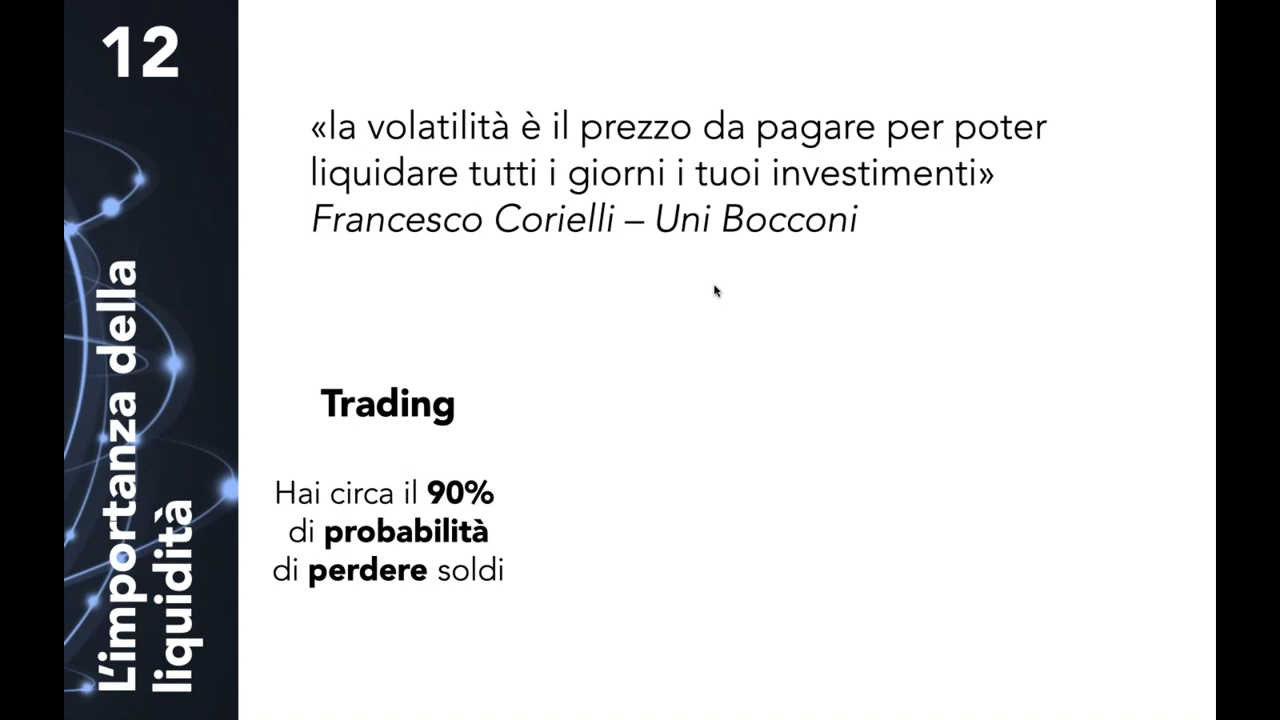 12
L'importanza della
liquidità
«la volatilità è il prezzo da pagare per poter
liquidare tutti i giorni i tuoi investimenti»
Francesco Corielli – Uni Bocconi
Trading
Hai circa il 90%
di probabilità
di perdere soldi